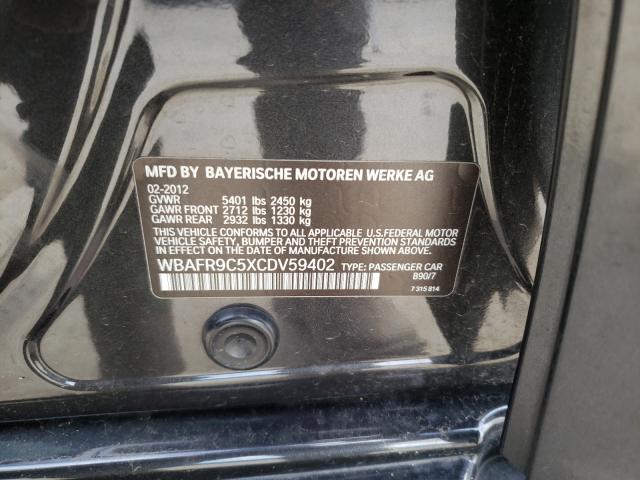 MFD BY BAYERISCHE MOTOREN WERKE AG
02-2012
GVWR 5401 lbs 2450 kg
GAWR FRONT 2712 lbs 1230 kg
GAWR REAR 2932 lbs 1330 kg
THIS VEHICLE CONFORMS TO ALL APPLICABLE U.S.FEDERAL MOTOR
VEHICLE SAFETY, BUMPER AND THEFT PREVENTION STANDARDS
IN EFFECT ON THE DATE OF MANUFACTURE SHOWN ABOVE.
WBAFR9C5XCDV59402 TYPE: PASSENGER CAR
B90/7
7 315 814